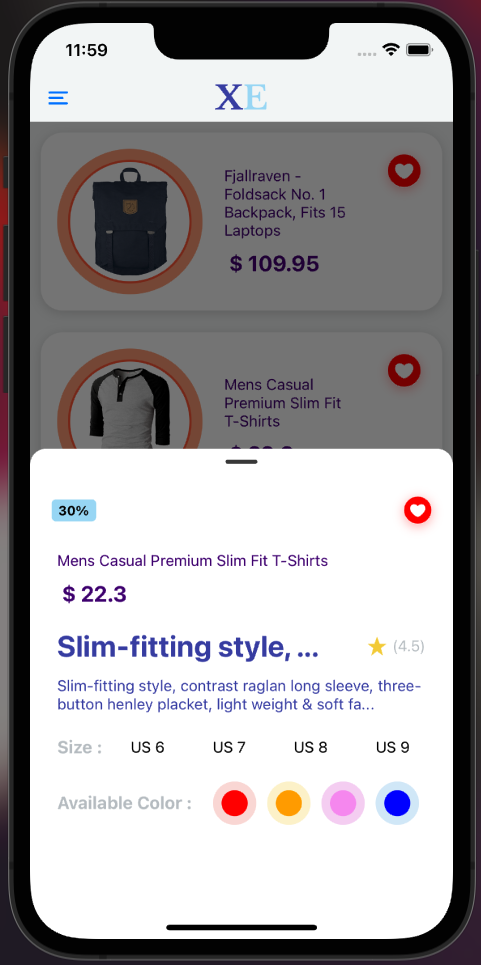 11:59
XE
Fjallraven -
Foldsack No. 1
Backpack, Fits 15
Laptops
$ 109.95
Mens Casual
Premium Slim Fit
T-Shirts
30%
Mens Casual Premium Slim Fit T-Shirts
$ 22.3
Slim-fitting style, ...
(4.5)
Slim-fitting style, contrast raglan long sleeve, three-
button henley placket, light weight & soft fa...
Size :
US 6
US 7
US 8
US 9
Available Color :